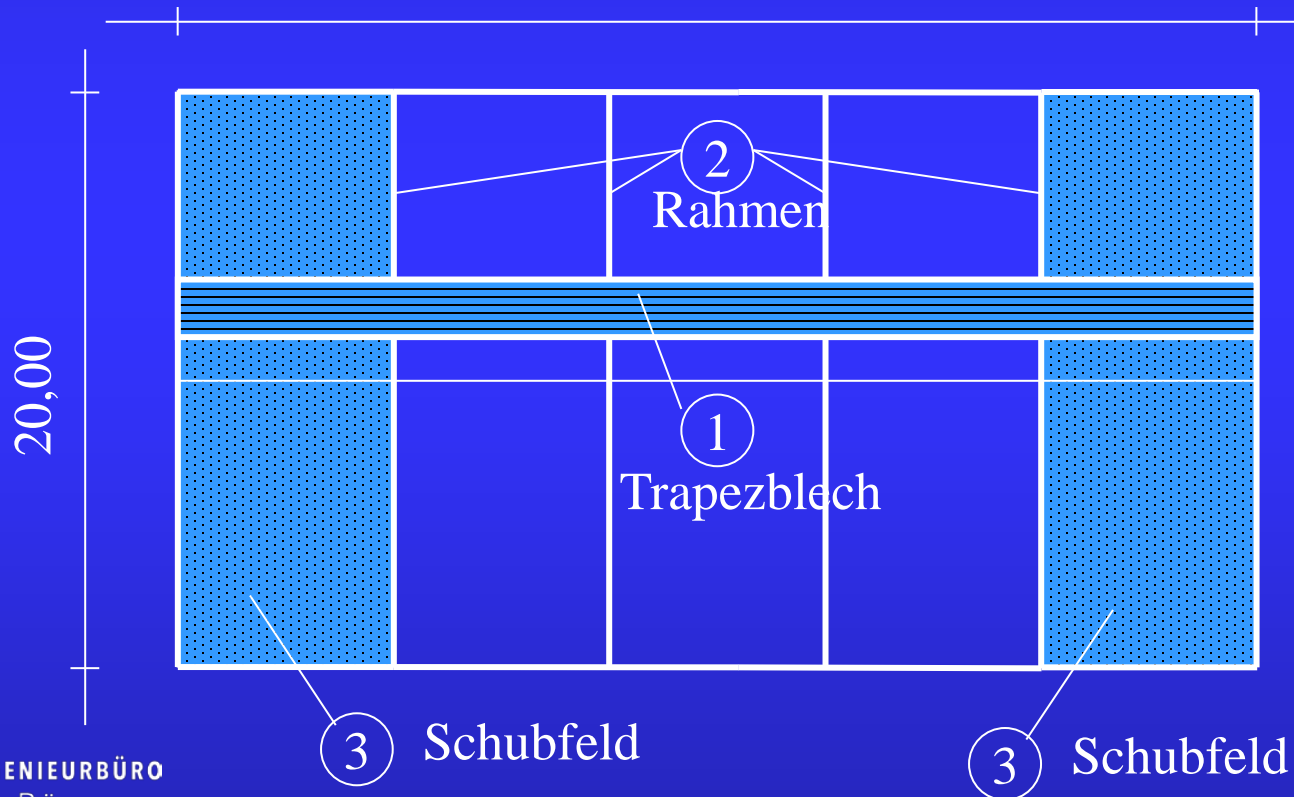 2
Rahmen
20,00
1
Trapezblech
3 Schubfeld
3 Schubfeld
ENIEURBÜRO